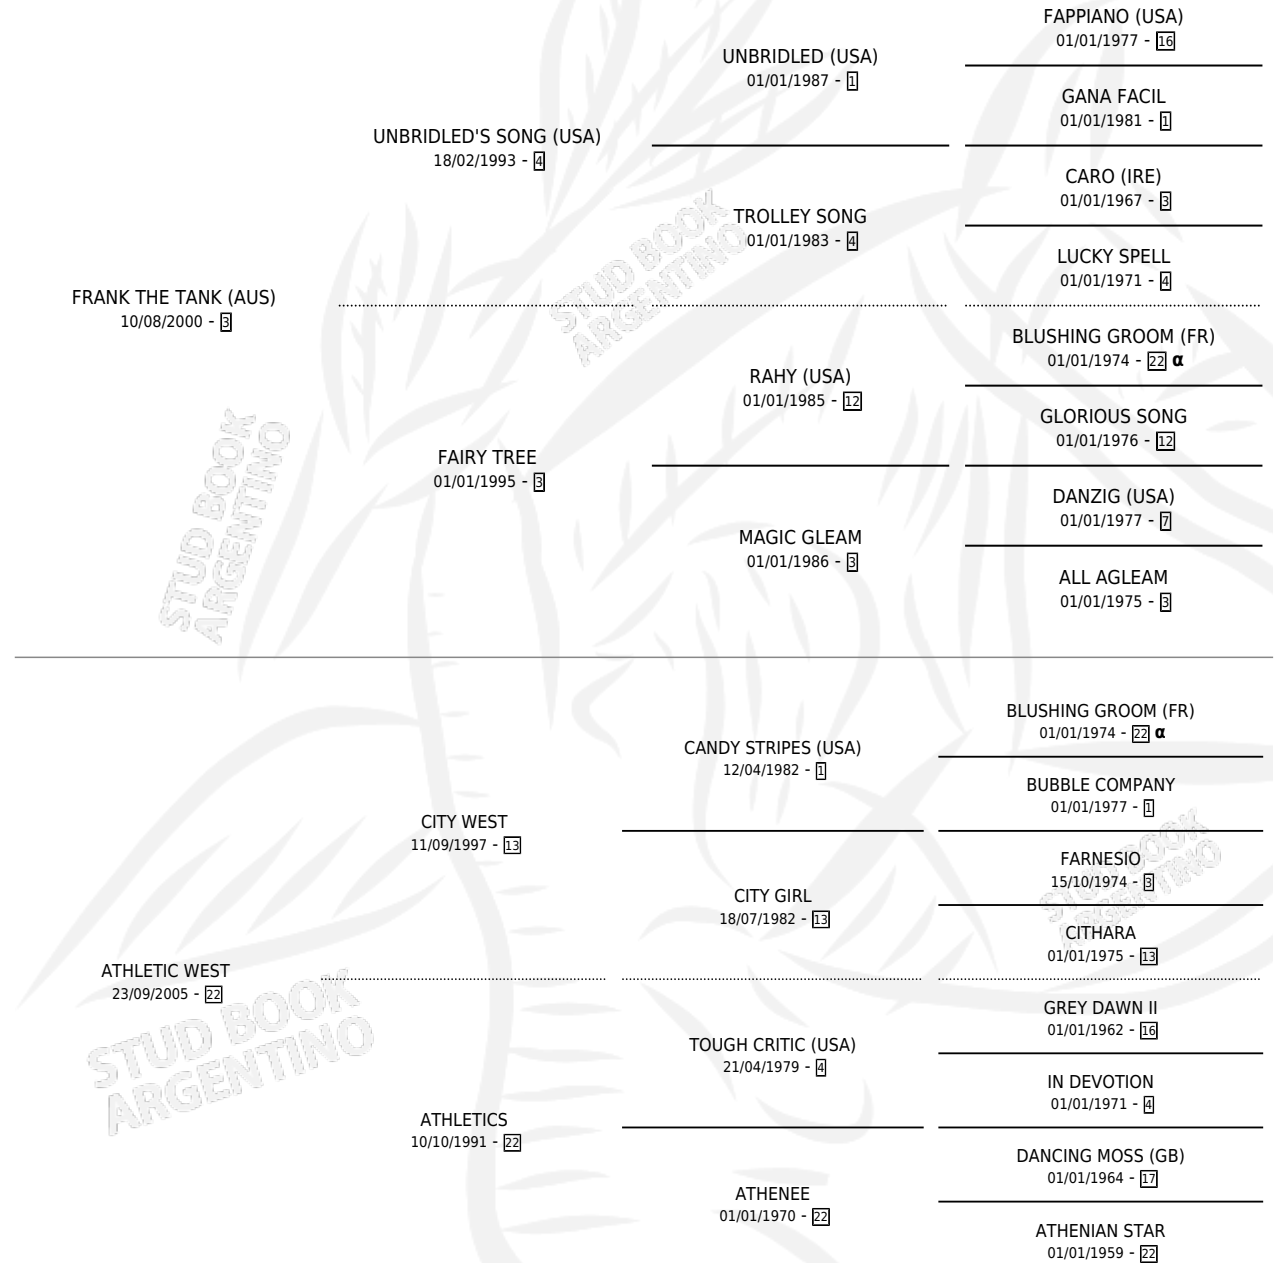 FAPPIANO (USA)
01/01/1977 - 16
UNBRIDLED (USA)
01/01/1987 - 1
GANA FACIL
01/01/1981 - 1
UNBRIDLED'S SONG (USA)
18/02/1993 - 4
CARO (IRE)
01/01/1967 - 3
TROLLEY SONG
01/01/1983 - 4
LUCKY SPELL
01/01/1971 - 4
FRANK THE TANK (AUS)
10/08/2000 - 3
BLUSHING GROOM (FR)
01/01/1974 - 22 α
RAHY (USA)
01/01/1985 - 12
GLORIOUS SONG
01/01/1976 - 12
FAIRY TREE
01/01/1995 - 3
DANZIG (USA)
01/01/1977 - 7
MAGIC GLEAM
01/01/1986 - 3
ALL AGLEAM
01/01/1975 - 3
BLUSHING GROOM (FR)
01/01/1974 - 22 α
CANDY STRIPES (USA)
12/04/1982 - 1
BUBBLE COMPANY
01/01/1977 - 1
CITY WEST
11/09/1997 - 13
FARNESIO
15/10/1974 - 3
CITY GIRL
18/07/1982 - 13
CITHARA
01/01/1975 - 13
ATHLETIC WEST
23/09/2005 - 22
GREY DAWN II
01/01/1962 - 16
TOUGH CRITIC (USA)
21/04/1979 - 4
IN DEVOTION
01/01/1971 - 4
ATHLETICS
10/10/1991 - 22
DANCING MOSS (GB)
01/01/1964 - 17
ATHENEE
01/01/1970 - 22
ATHENIAN STAR
01/01/1959 - 22
STUD BOOK
ARGENTINO
STUD BOOK
ARGENTINO
STUD BOOK
ARGENTINO
STUD BOOK
ARGENTINO